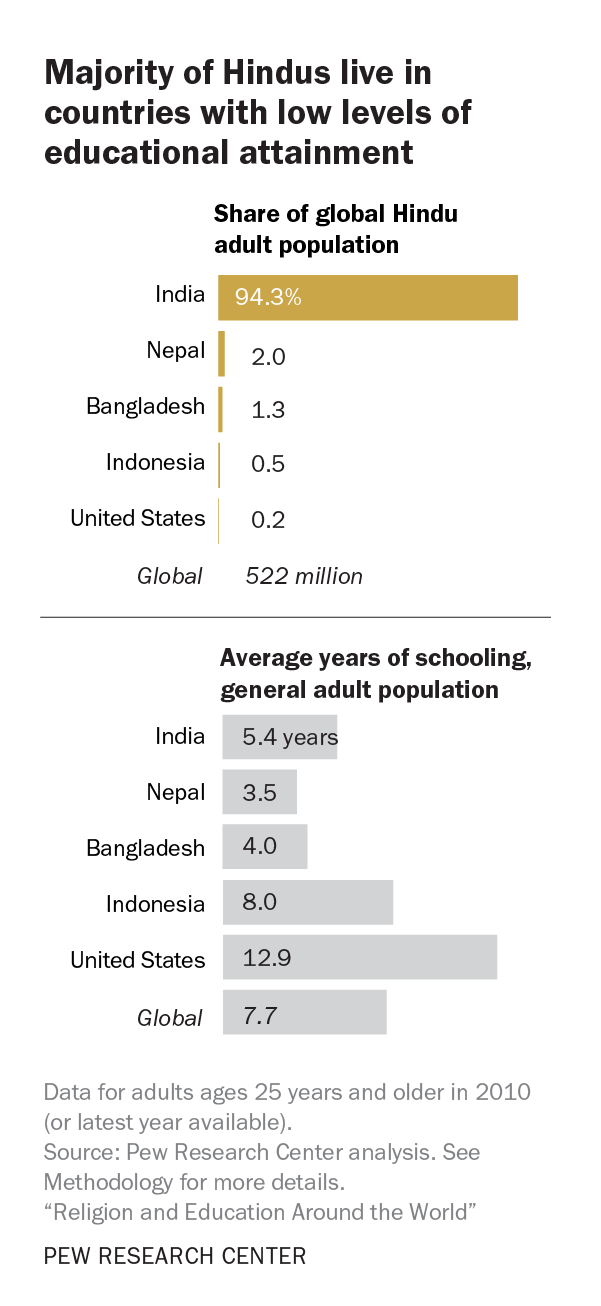 Majority of Hindus live in
countries with low levels of
educational attainment
Share of global Hindu
adult population
India 94.3%
Nepal 2.0
Bangladesh 1.3
Indonesia 0.5
United States 0.2
Global 522 million
Average years of schooling,
general adult population
India 5.4 years
Nepal 3.5
Bangladesh 4.0
Indonesia 8.0
United States 12.9
Global 7.7
Data for adults ages 25 years and older in 2010
(or latest year available).
Source: Pew Research Center analysis. See
Methodology for more details.
“Religion and Education Around the World”
PEW RESEARCH CENTER